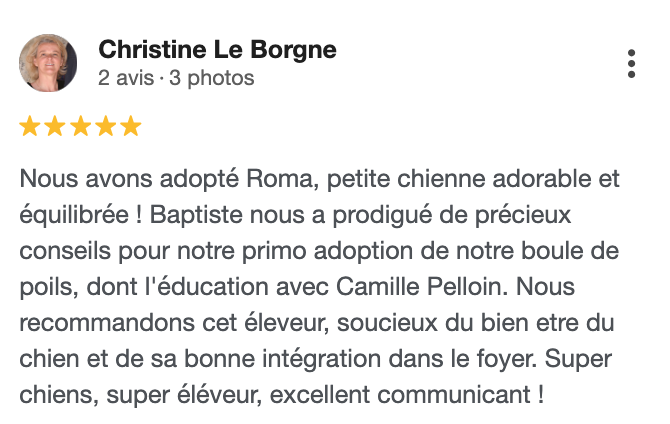 Christine Le Borgne
2 avis · 3 photos
Nous avons adopté Roma, petite chienne adorable et
équilibrée ! Baptiste nous a prodigué de précieux
conseils pour notre primo adoption de notre boule de
poils, dont l'éducation avec Camille Pelloin. Nous
recommandons cet éleveur, soucieux du bien etre du
chien et de sa bonne intégration dans le foyer. Super
chiens, super éléveur, excellent communicant !